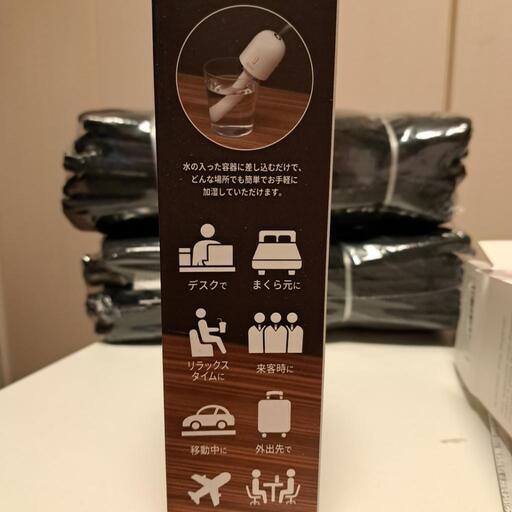 水の入った容器に差し込むだけで、
どんな場所でも簡単でお手軽に
加湿していただけます。
デスクで
まくら元に
リラックス
タイムに
来客時に
移動中に
外出先で